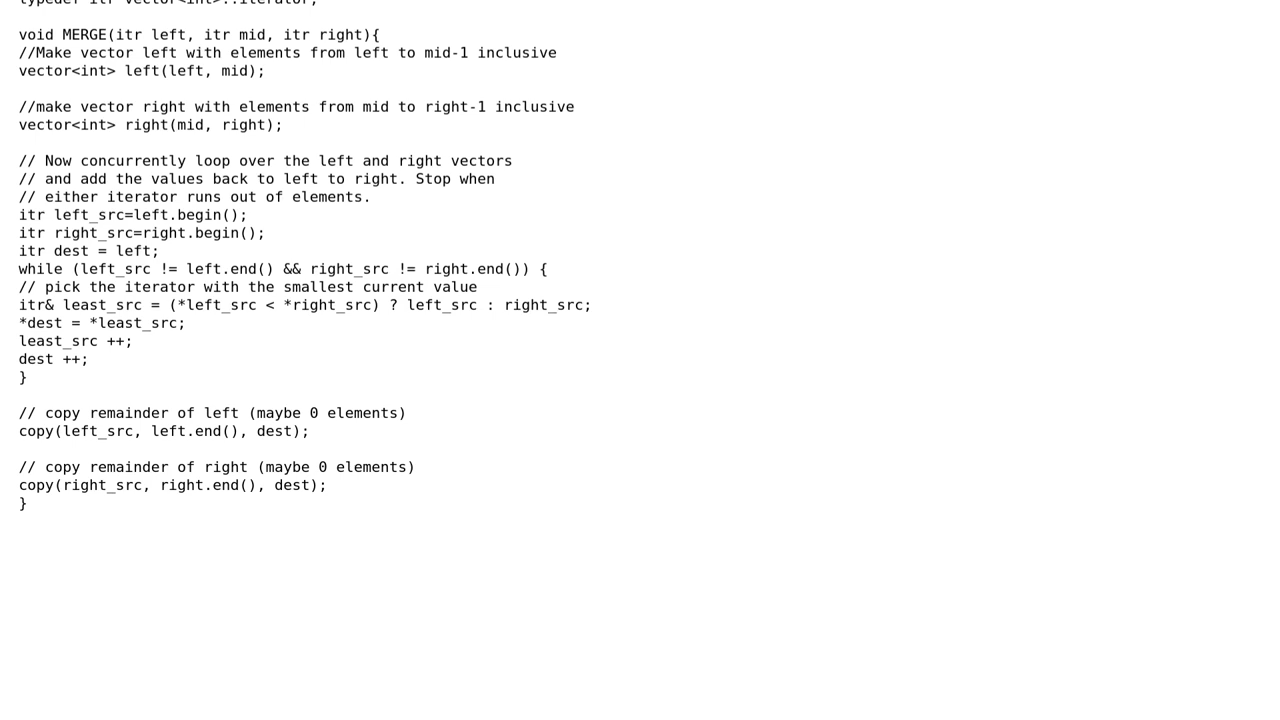 typedef itr vector<int>::iterator;
void MERGE(itr left, itr mid, itr right){
//Make vector left with elements from left to mid-1 inclusive
vector<int> left(left, mid);
//make vector right with elements from mid to right-1 inclusive
vector<int> right(mid, right);
// Now concurrently loop over the left and right vectors
// and add the values back to left to right. Stop when
// either iterator runs out of elements.
itr left_src=left.begin();
itr right_src=right.begin();
itr dest = left;
while (left_src != left.end() && right_src != right.end()) {
// pick the iterator with the smallest current value
itr& least_src = (*left_src < *right_src) ? left_src : right_src;
*dest = *least_src;
least_src ++;
dest ++;
}
// copy remainder of left (maybe 0 elements)
copy(left_src, left.end(), dest);
// copy remainder of right (maybe 0 elements)
copy(right_src, right.end(), dest);
}